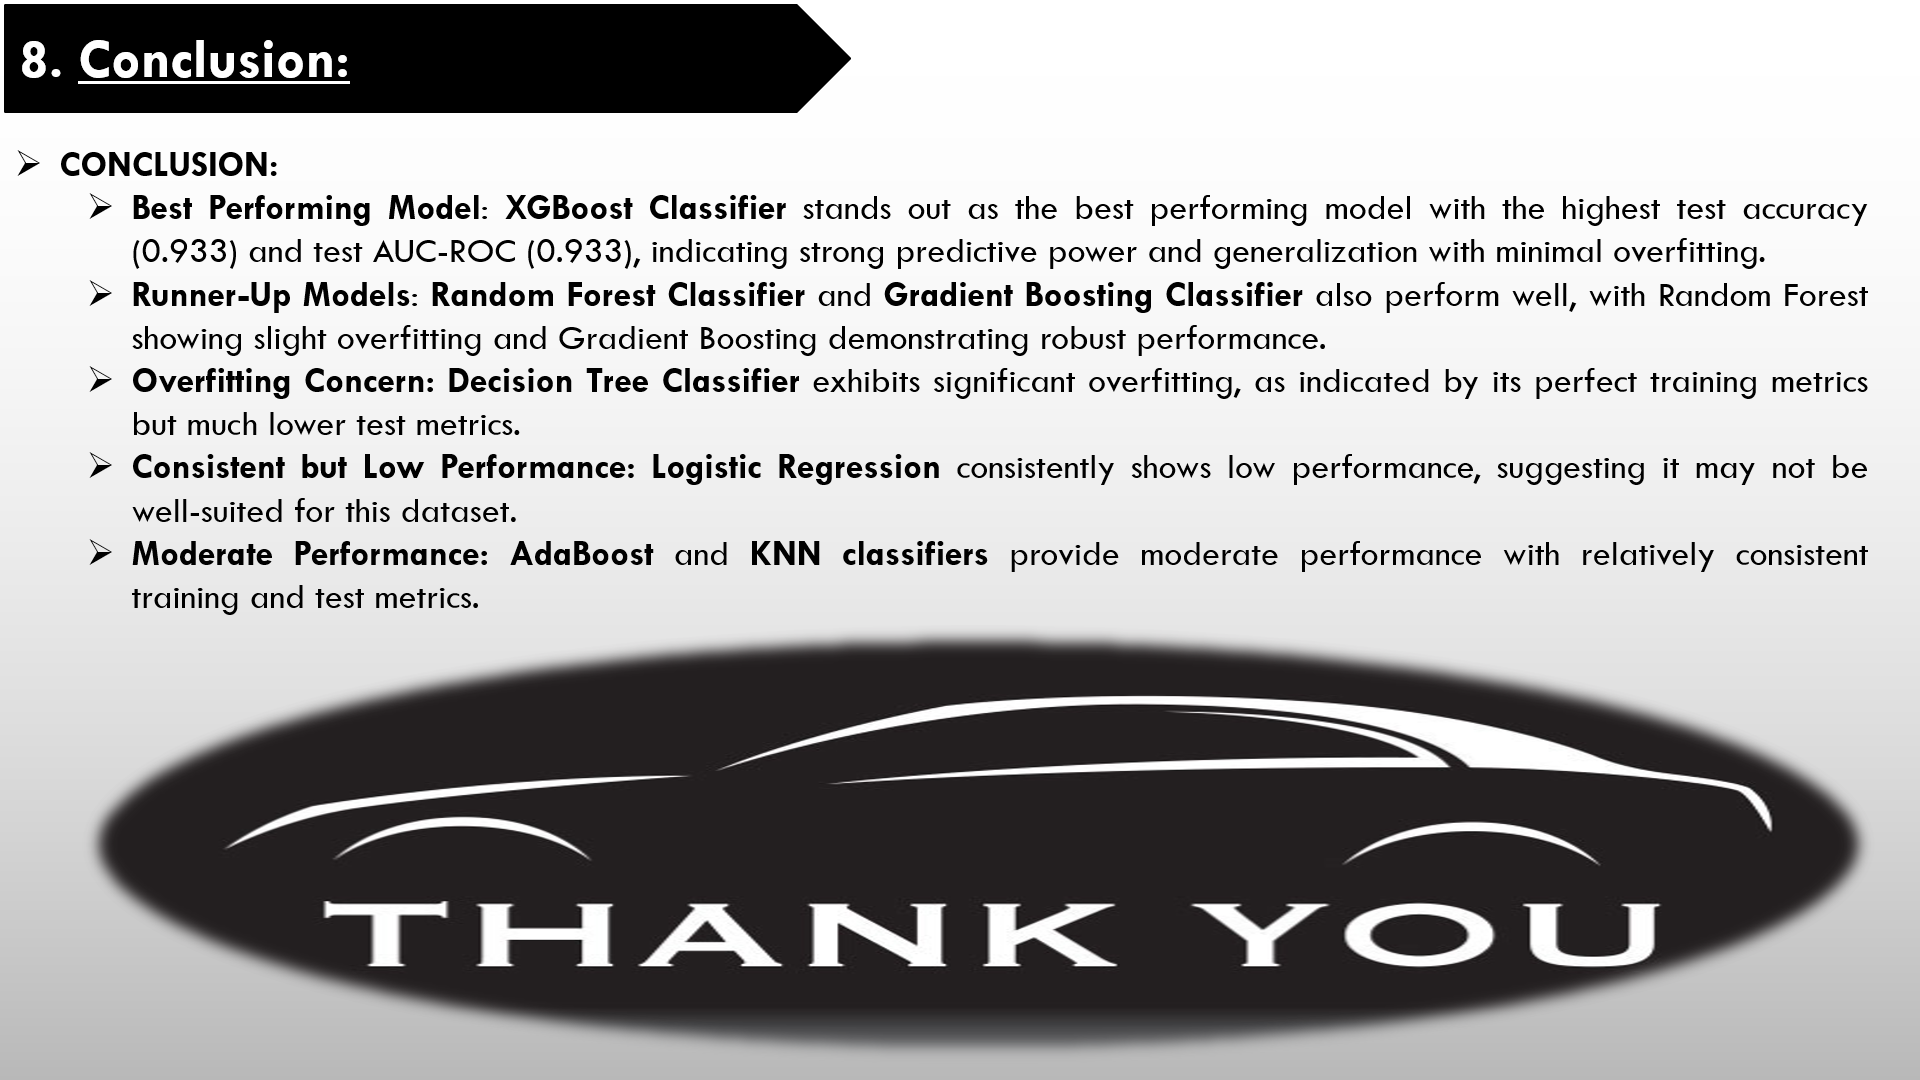 8. Conclusion:
➢ CONCLUSION:
➢ Best Performing Model: XGBoost Classifier stands out as the best performing model with the highest test accuracy
(0.933) and test AUC-ROC (0.933), indicating strong predictive power and generalization with minimal overfitting.
➢ Runner-Up Models: Random Forest Classifier and Gradient Boosting Classifier also perform well, with Random Forest
showing slight overfitting and Gradient Boosting demonstrating robust performance.
➢ Overfitting Concern: Decision Tree Classifier exhibits significant overfitting, as indicated by its perfect training metrics
but much lower test metrics.
➢ Consistent but Low Performance: Logistic Regression consistently shows low performance, suggesting it may not be
well-suited for this dataset.
➢ Moderate Performance: AdaBoost and KNN classifiers provide moderate performance with relatively consistent
training and test metrics.
THANK YOU